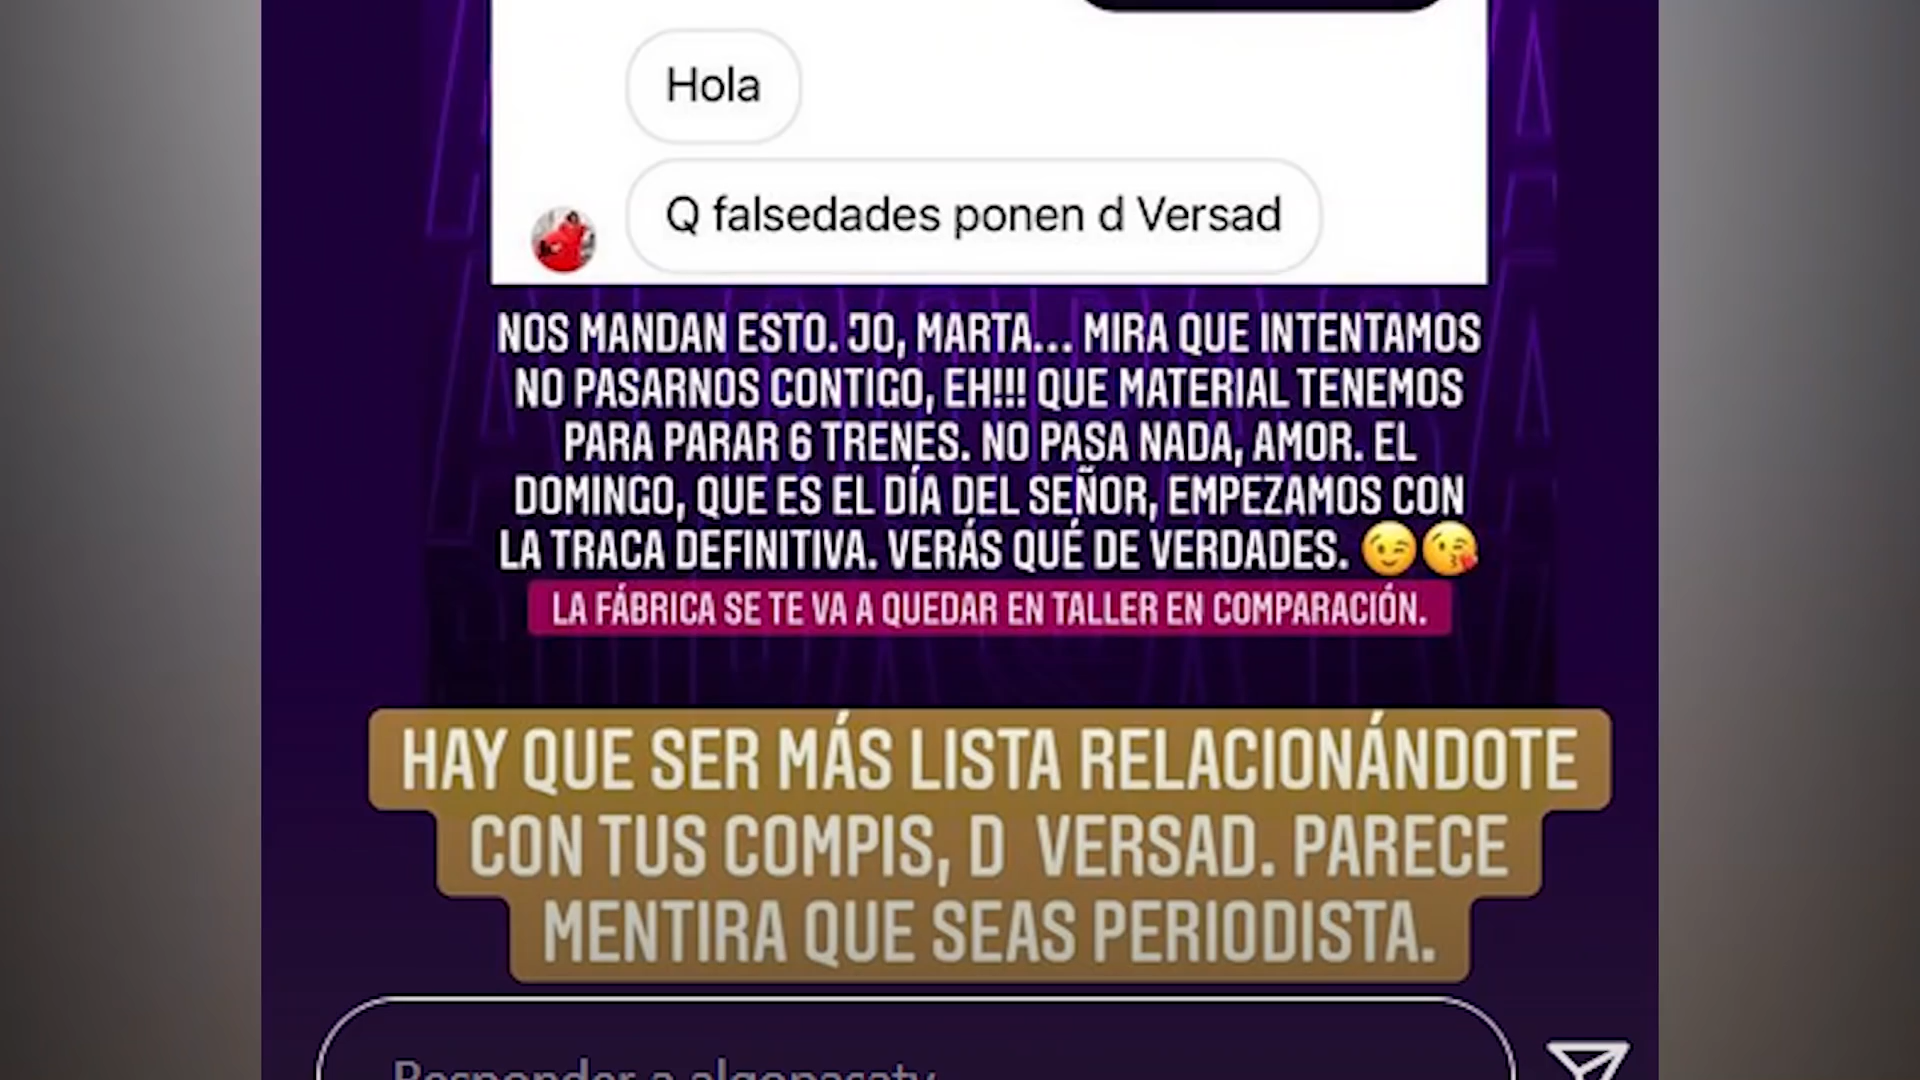 Hola
Q falsedades ponen d Versad
NOS MANDAN ESTO. JO, MARTA... MIRA QUE INTENTAMOS
NO PASARNOS CONTIGO, EH!!! QUE MATERIAL TENEMOS
PARA PARAR 6 TRENES. NO PASA NADA, AMOR. EL
DOMINGO, QUE ES EL DÍA DEL SEÑOR, EMPEZAMOS CON
LA TRACA DEFINITIVA. VERÁS QUÉ DE VERDADES. 😉😘
LA FÁBRICA SE TE VA A QUEDAR EN TALLER EN COMPARACIÓN.
HAY QUE SER MÁS LISTA RELACIONÁNDOTE
CON TUS COMPIS, D VERSAD. PARECE
MENTIRA QUE SEAS PERIODISTA.
Responder a algopasatv